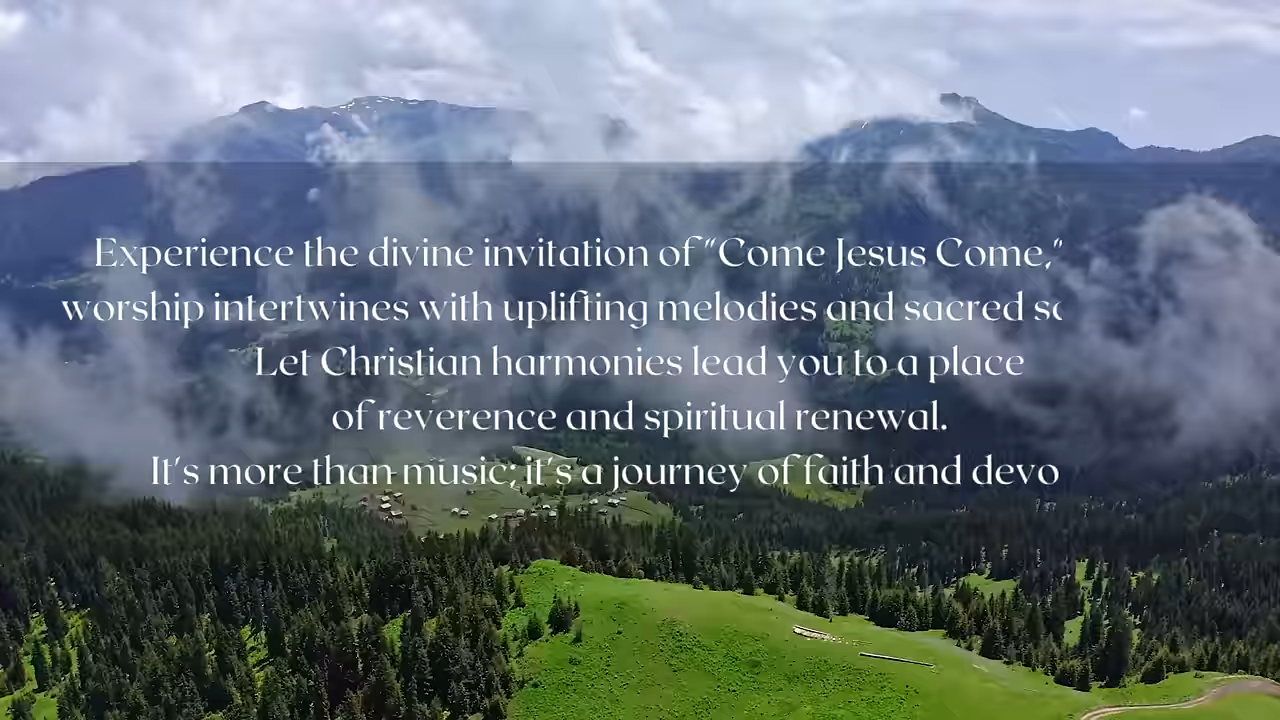 Experience the divine invitation of "Come Jesus Come,"
worship intertwines with uplifting melodies and sacred
Let Christian harmonies lead you to a place
of reverence and spiritual renewal.
It's more than music; it's a journey of faith and devo